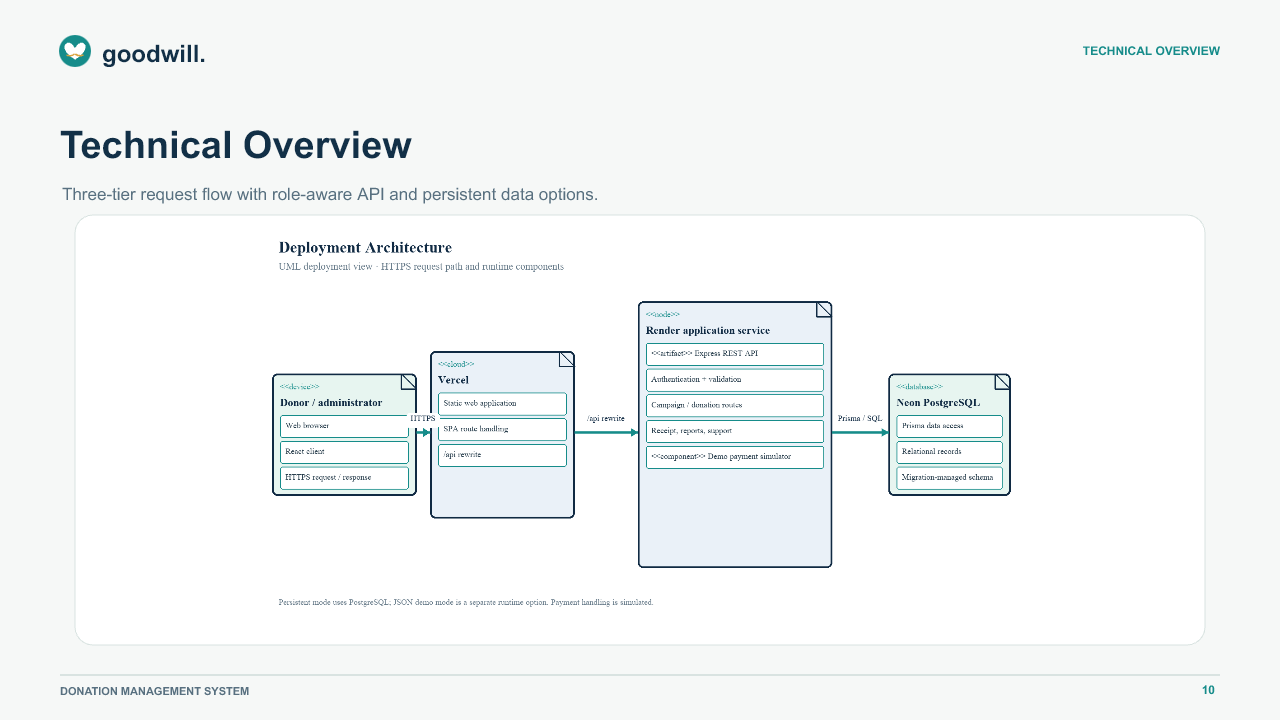 goodwill.
TECHNICAL OVERVIEW
Technical Overview
Three-tier request flow with role-aware API and persistent data options.
Deployment Architecture
UML deployment view · HTTPS request path and runtime components
<<device>>
Donor / administrator
Web browser
React client
HTTPS request / response
HTTPS
<<cloud>>
Vercel
Static web application
SPA route handling
/api rewrite
/api rewrite
<<node>>
Render application service
<<artifact>> Express REST API
Authentication + validation
Campaign / donation routes
Receipt, reports, support
<<component>> Demo payment simulator
Prisma / SQL
<<database>>
Neon PostgreSQL
Prisma data access
Relational records
Migration-managed schema
Persistent mode uses PostgreSQL; JSON demo mode is a separate runtime option. Payment handling is simulated.
DONATION MANAGEMENT SYSTEM
10